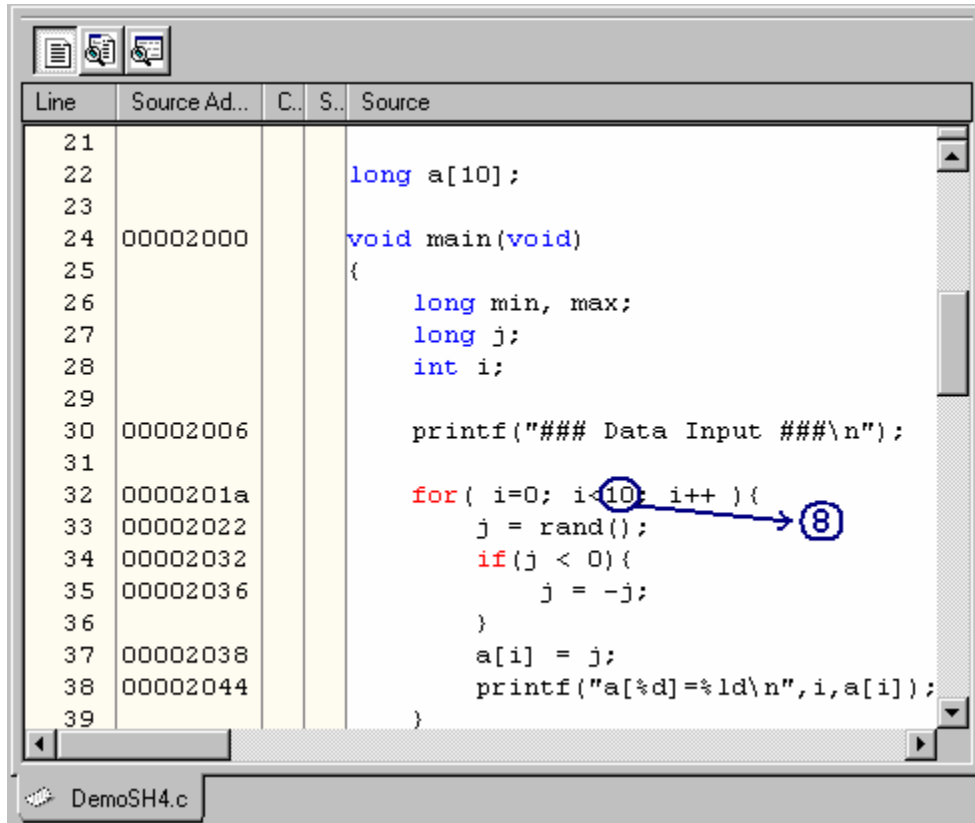 Line Source Ad... C.. S.. Source
21
22 long a[10];
23
24 00002000 void main(void)
25 {
26 long min, max;
27 long j;
28 int i;
29
30 00002006 printf("### Data Input ###\n");
31
32 0000201a for( i=0; i<10; i++ ){
33 00002022 j = rand(); 8
34 00002032 if(j < 0){
35 00002036 j = -j;
36 }
37 00002038 a[i] = j;
38 00002044 printf("a[%d]=%ld\n",i,a[i]);
39 }
DemoSH4.c